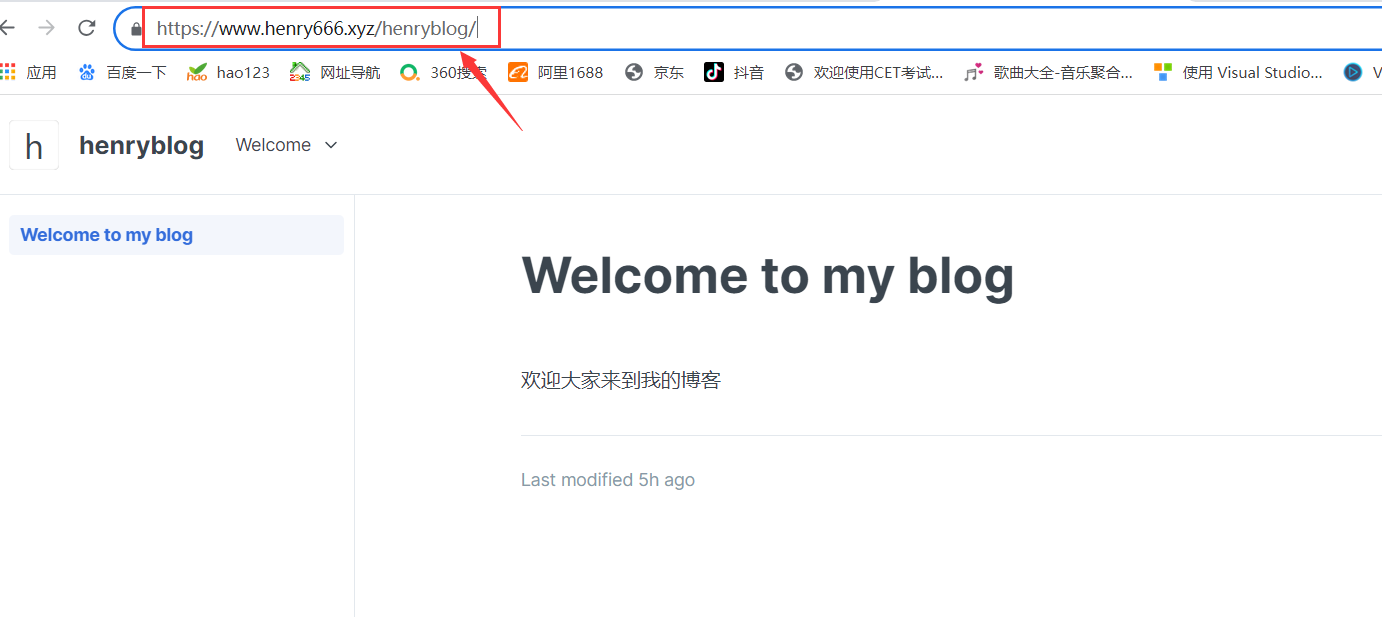 https://www.henry666.xyz/henryblog/
应用 百度一下 hao123 网址导航 360搜索 阿里1688 京东 抖音 欢迎使用CET考试... 歌曲大全-音乐聚合... 使用 Visual Studio... V
h henryblog Welcome
Welcome to my blog
Welcome to my blog
欢迎大家来到我的博客
Last modified 5h ago